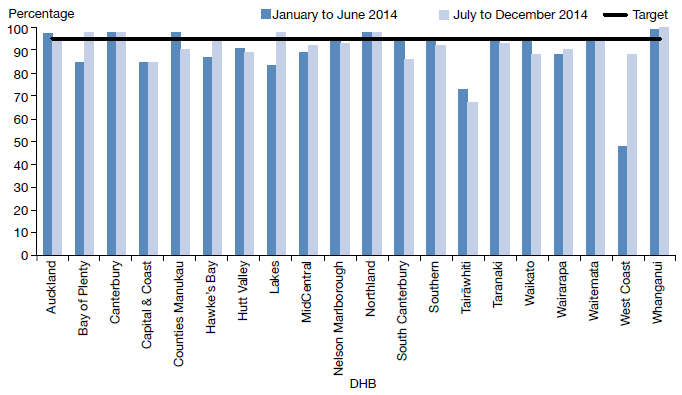 Percentage
January to June 2014
July to December 2014
Target
100
90
80
70
60
50
40
30
20
10
0
Auckland
Bay of Plenty
Canterbury
Capital & Coast
Counties Manukau
Hawke's Bay
Hutt Valley
Lakes
MidCentral
Nelson Marlborough
Northland
South Canterbury
Southern
Tairāwhiti
Taranaki
Waikato
Wairarapa
Waitemata
West Coast
Whanganui
DHB